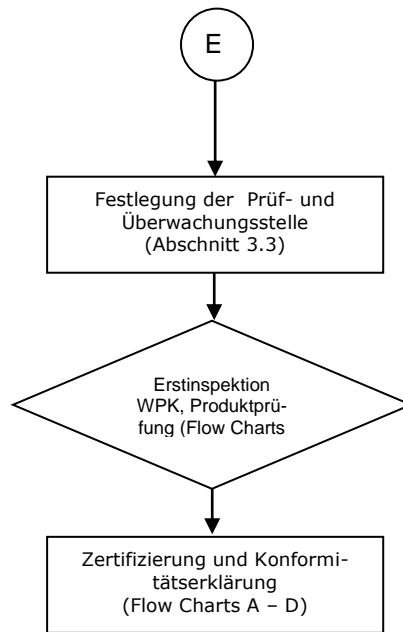 E
Festlegung der Prüf- und
Überwachungsstelle
(Abschnitt 3.3)
Erstinspektion
WPK, Produktprü-
fung (Flow Charts
Zertifizierung und Konformi-
tätserklärung
(Flow Charts A – D)